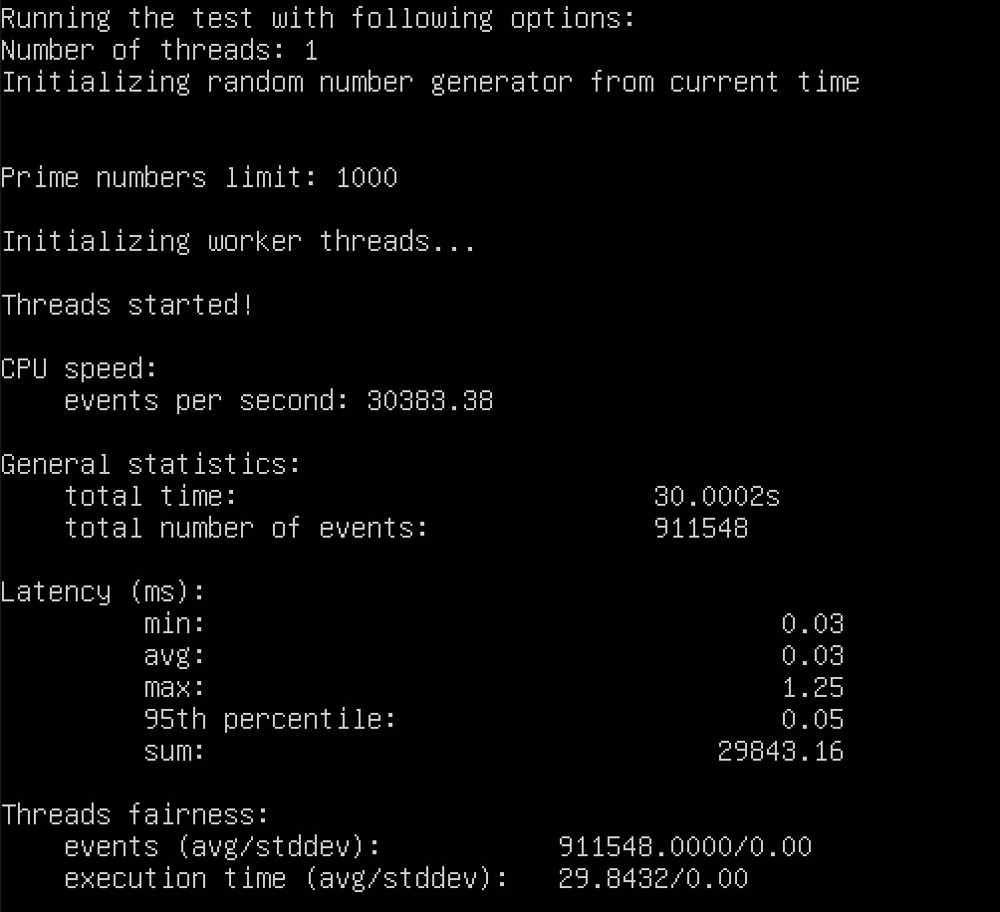 Running the test with following options:
Number of threads: 1
Initializing random number generator from current time
Prime numbers limit: 1000
Initializing worker threads...
Threads started!
CPU speed:
events per second: 30383.38
General statistics:
total time: 30.0002s
total number of events: 911548
Latency (ms):
min: 0.03
avg: 0.03
max: 1.25
95th percentile: 0.05
sum: 29843.16
Threads fairness:
events (avg/stddev): 911548.0000/0.00
execution time (avg/stddev): 29.8432/0.00